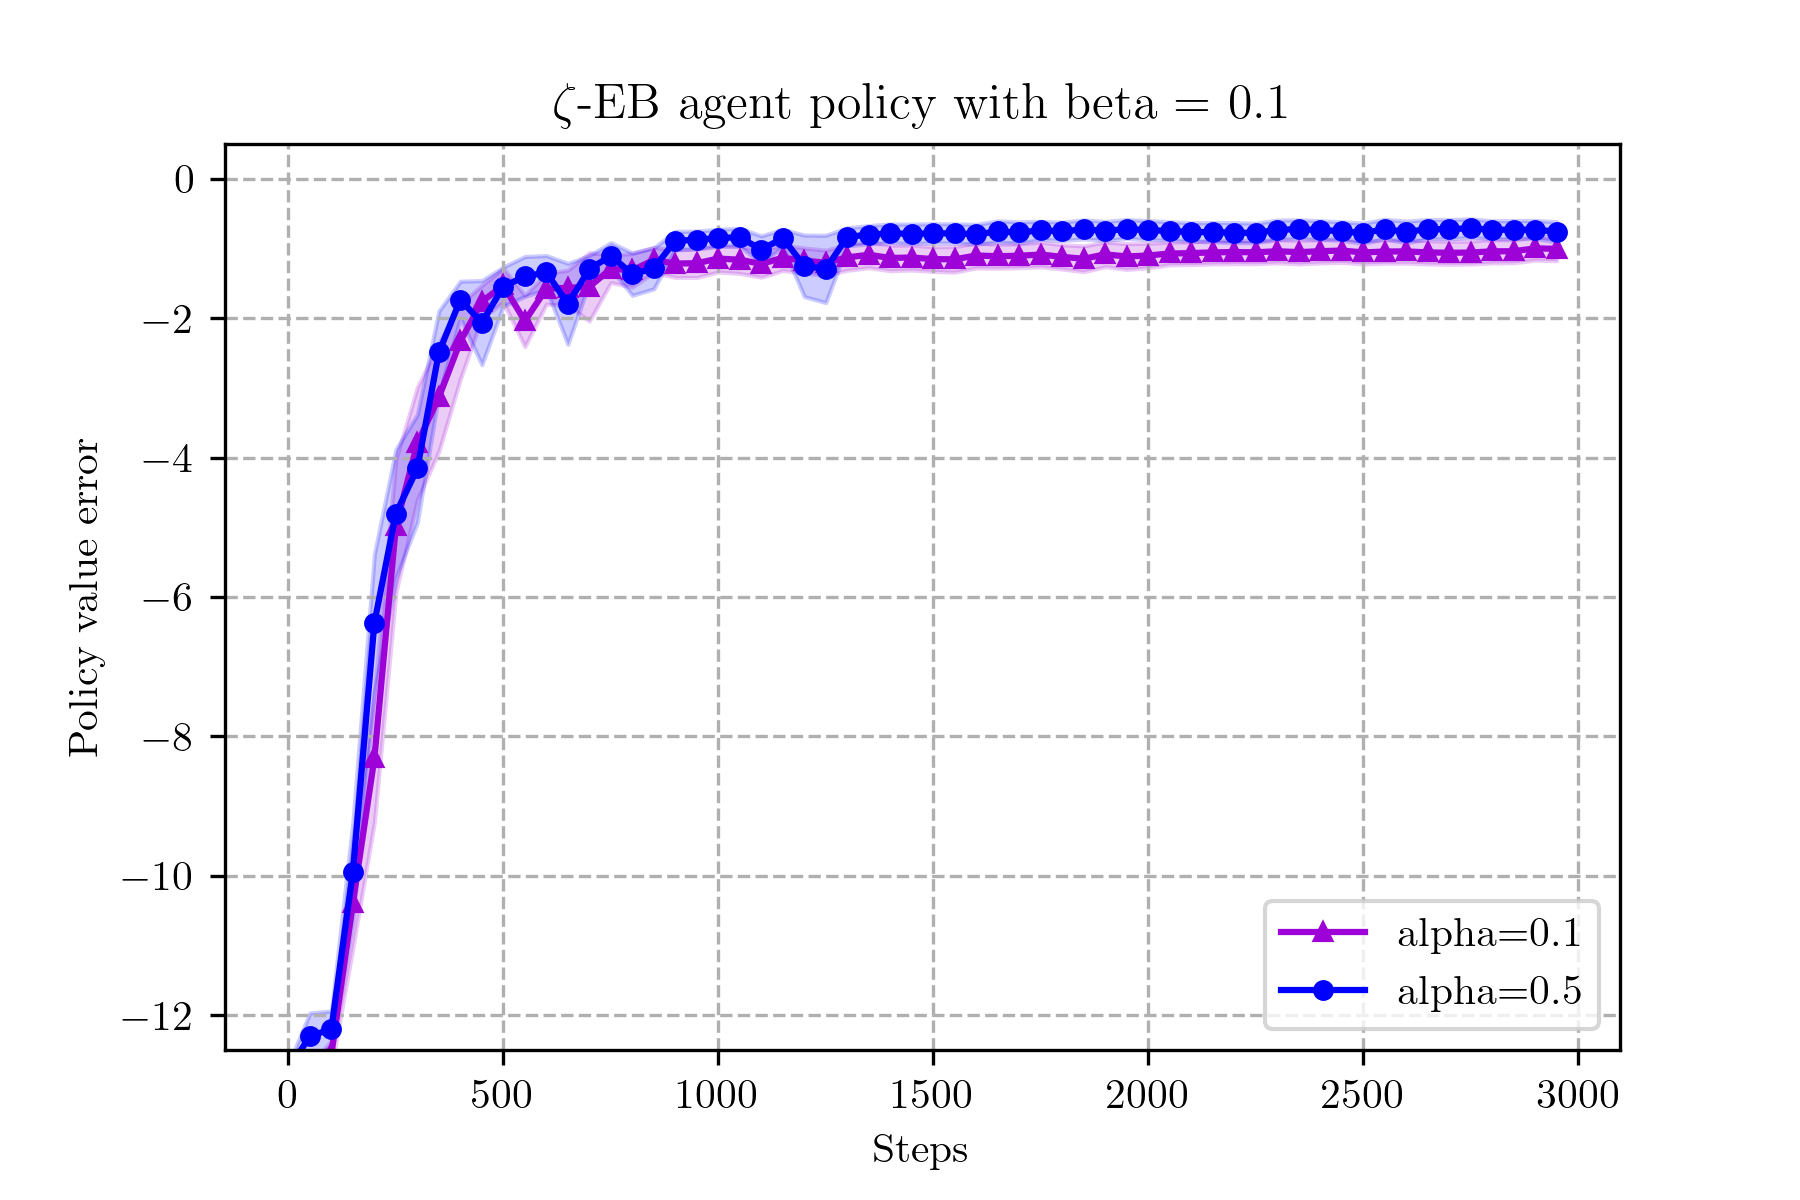 ζ-EB agent policy with beta = 0.1
Policy value error
0
−2
−4
−6
−8
−10
−12
0 500 1000 1500 2000 2500 3000
Steps
alpha=0.1
alpha=0.5